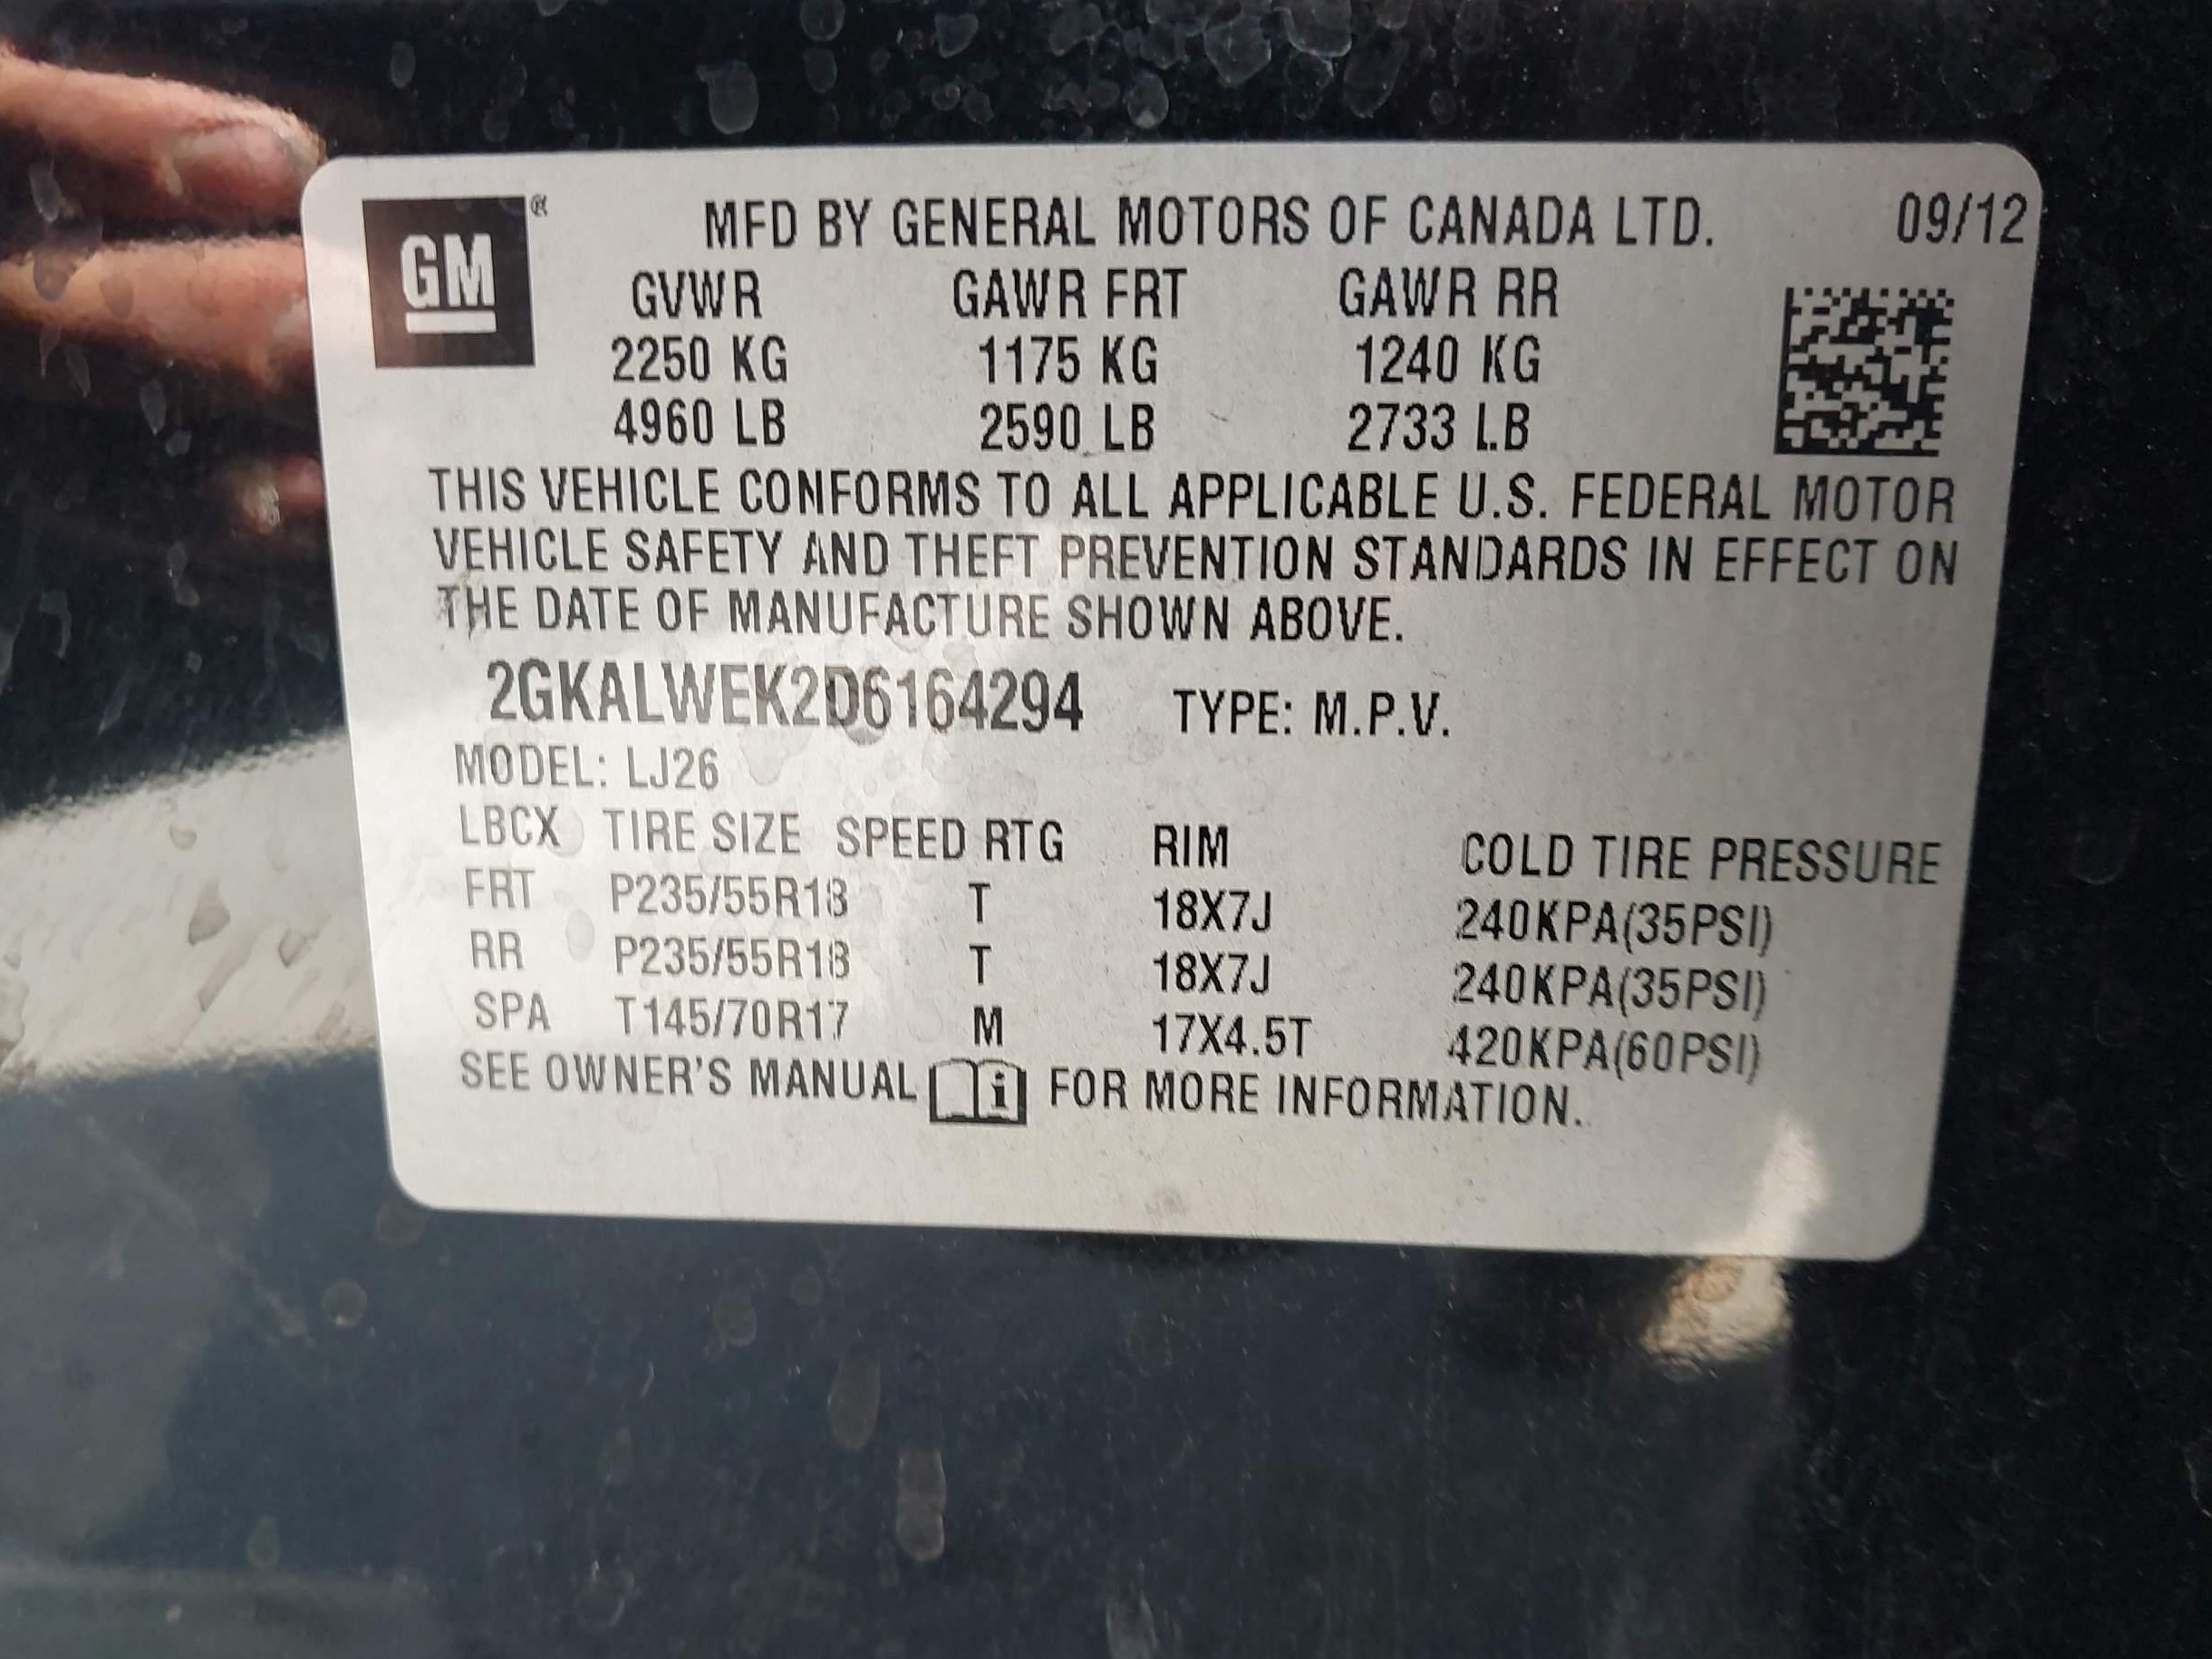 GM ® MFD BY GENERAL MOTORS OF CANADA LTD. 09/12
GVWR GAWR FRT GAWR RR
2250 KG 1175 KG 1240 KG
4960 LB 2590 LB 2733 LB
THIS VEHICLE CONFORMS TO ALL APPLICABLE U.S. FEDERAL MOTOR
VEHICLE SAFETY AND THEFT PREVENTION STANDARDS IN EFFECT ON
THE DATE OF MANUFACTURE SHOWN ABOVE.
2GKALWEK2D6164294 TYPE: M.P.V.
MODEL: LJ26
LBCX TIRE SIZE SPEED RTG RIM COLD TIRE PRESSURE
FRT P235/55R18 T 18X7J 240KPA(35PSI)
RR P235/55R18 T 18X7J 240KPA(35PSI)
SPA T145/70R17 M 17X4.5T 420KPA(60PSI)
SEE OWNER'S MANUAL i FOR MORE INFORMATION.